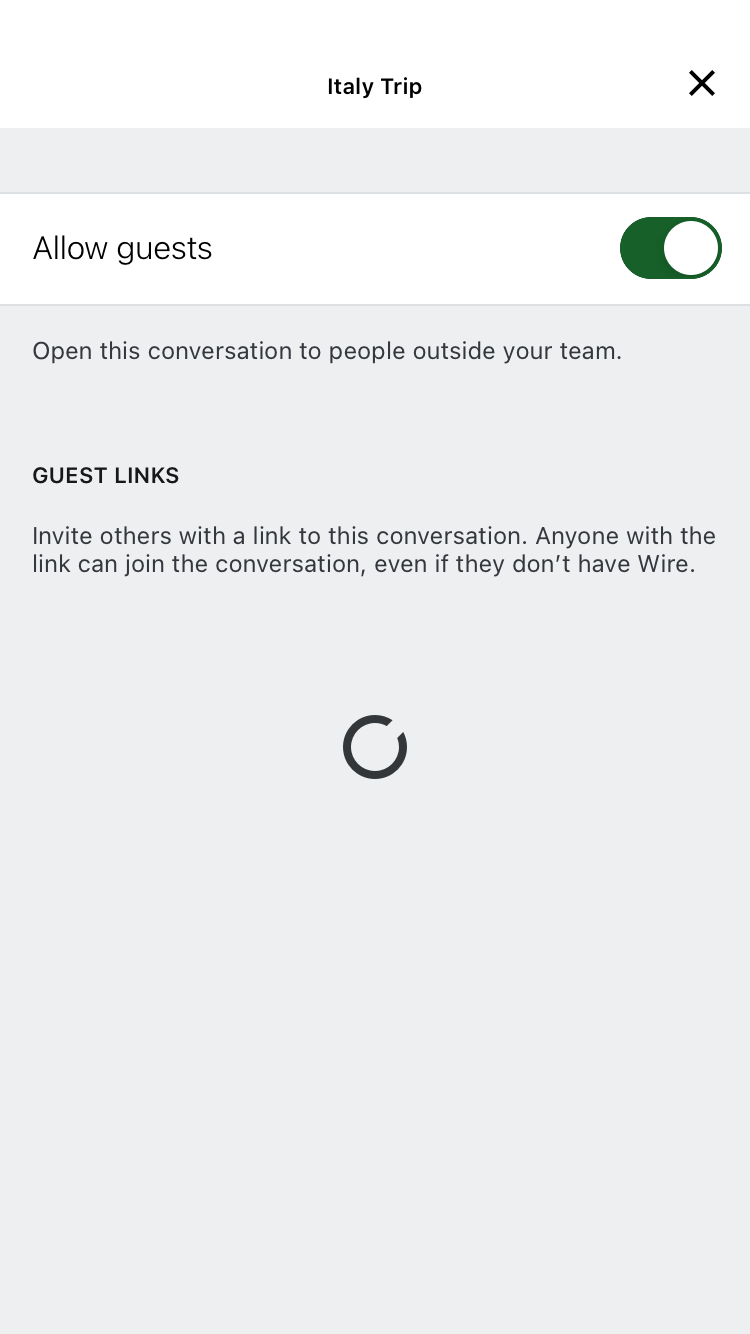 Italy Trip
Allow guests
Open this conversation to people outside your team.
GUEST LINKS
Invite others with a link to this conversation. Anyone with the
link can join the conversation, even if they don’t have Wire.